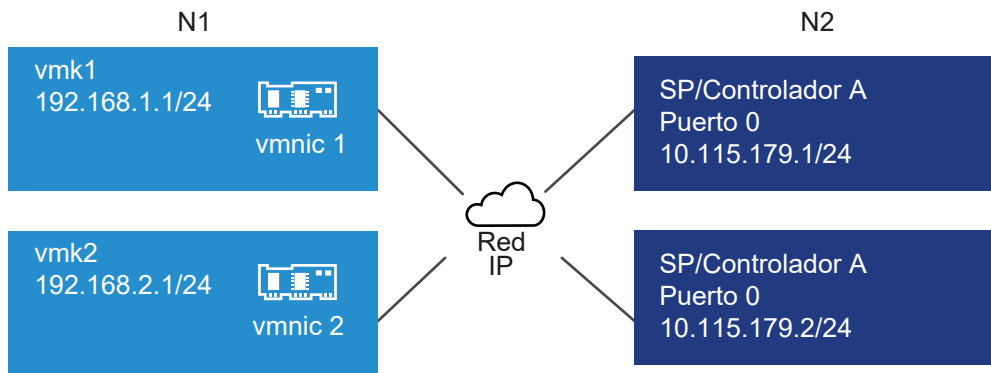 N1
N2
vmk1
192.168.1.1/24
vmnic 1
SP/Controlador A
Puerto 0
10.115.179.1/24
Red
IP
vmk2
192.168.2.1/24
vmnic 2
SP/Controlador A
Puerto 0
10.115.179.2/24